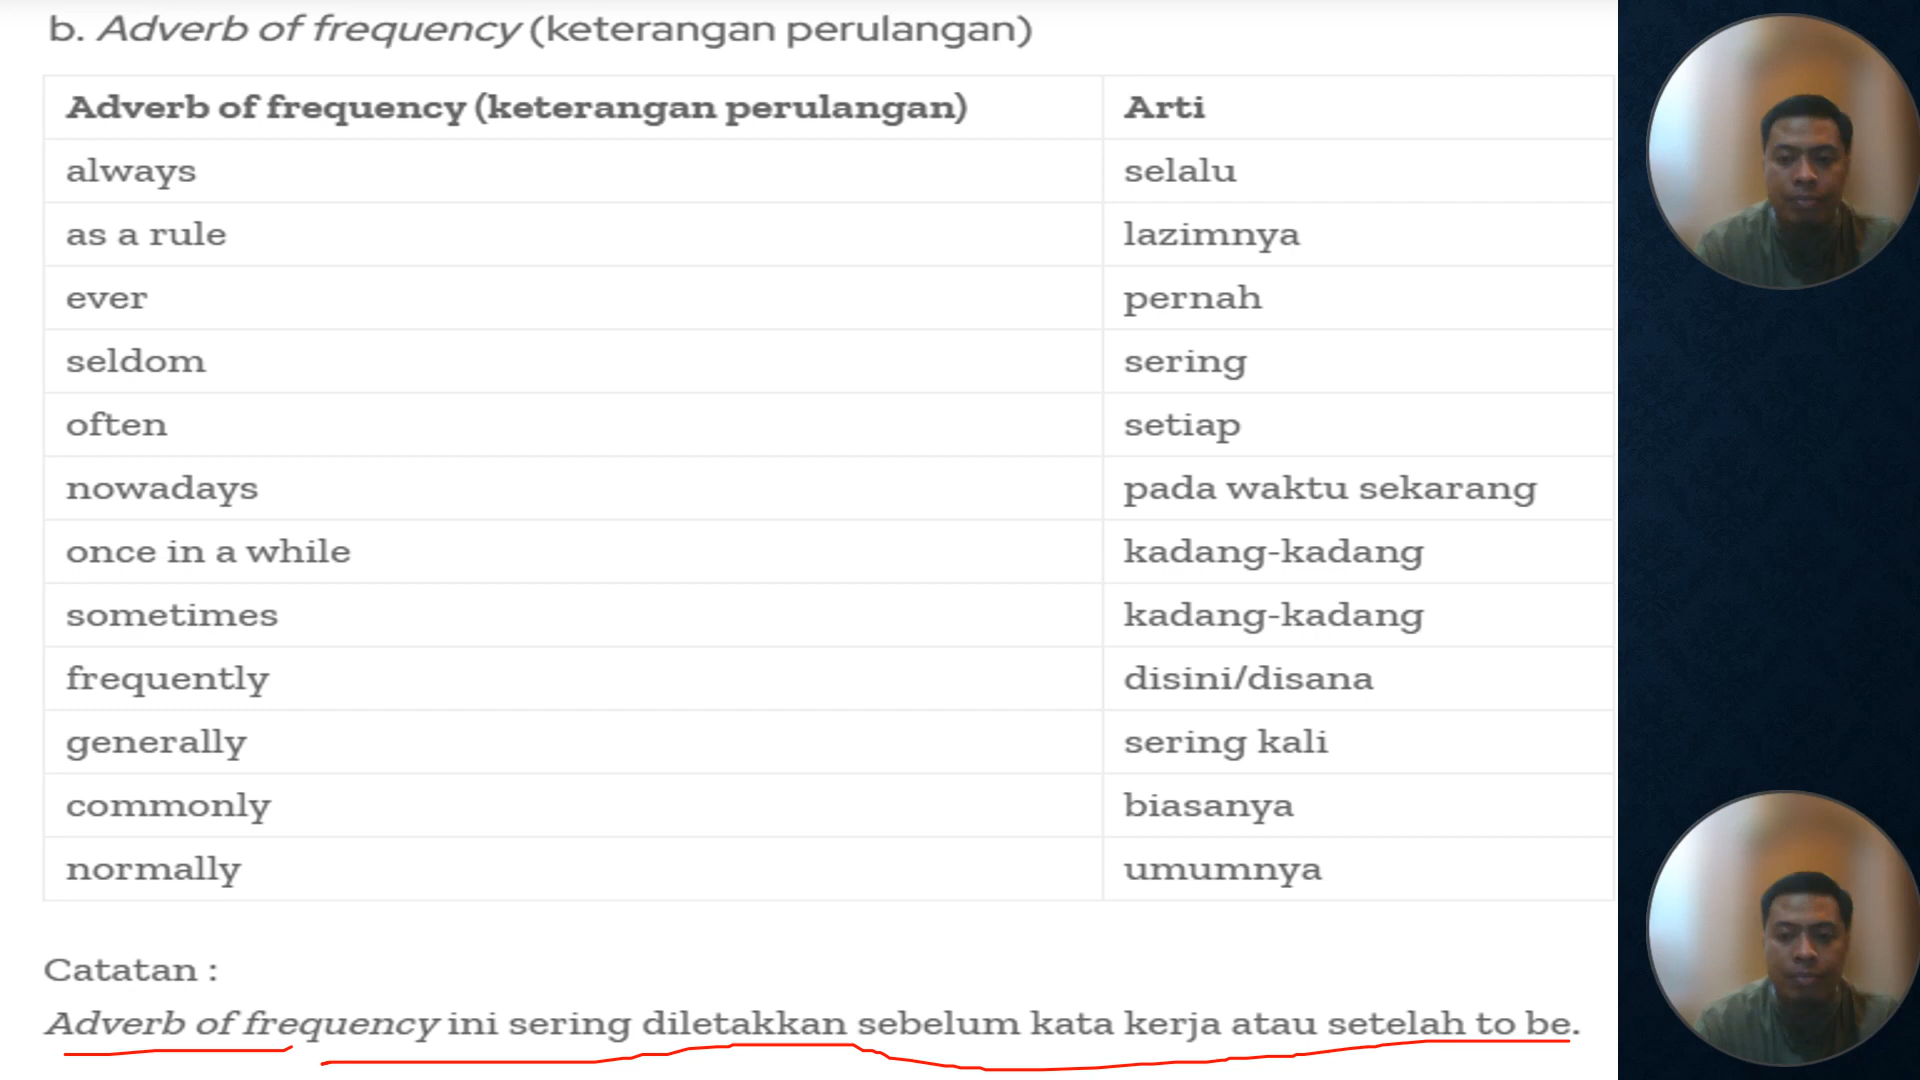 b. Adverb of frequency (keterangan perulangan)
Adverb of frequency (keterangan perulangan) Arti
always selalu
as a rule lazimnya
ever pernah
seldom sering
often setiap
nowadays pada waktu sekarang
once in a while kadang-kadang
sometimes kadang-kadang
frequently disini/disana
generally sering kali
commonly biasanya
normally umumnya
Catatan :
Adverb of frequency ini sering diletakkan sebelum kata kerja atau setelah to be.